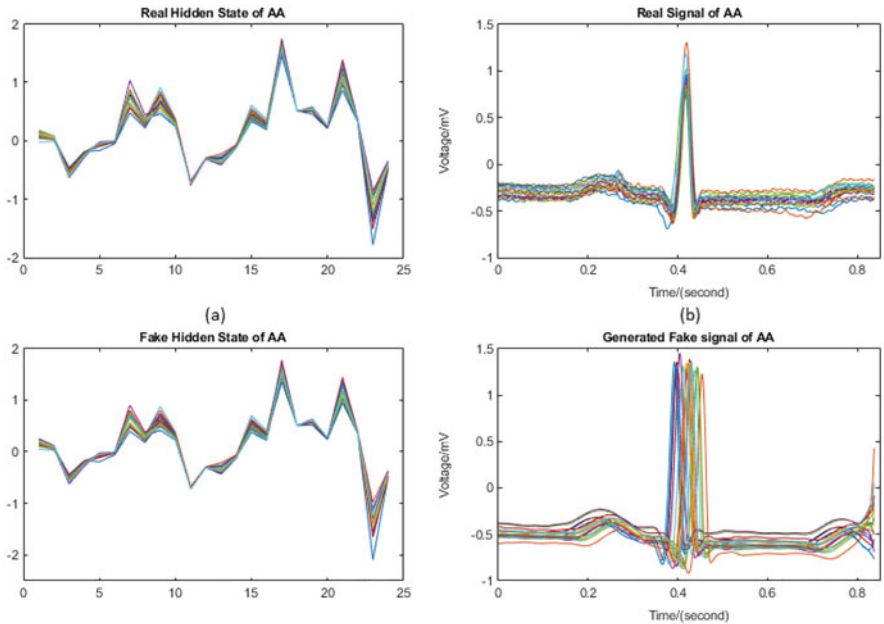 Real Hidden State of AA
2
1
0
-1
-2
0 5 10 15 20 25
(a)
Real Signal of AA
1.5
1
0.5
0
-0.5
-1
Voltage/mV
0 0.2 0.4 0.6 0.8
Time/(second)
(b)
Fake Hidden State of AA
2
1
0
-1
-2
0 5 10 15 20 25
Generated Fake signal of AA
1.5
1
0.5
0
-0.5
-1
Voltage/mV
0 0.2 0.4 0.6 0.8
Time/(second)